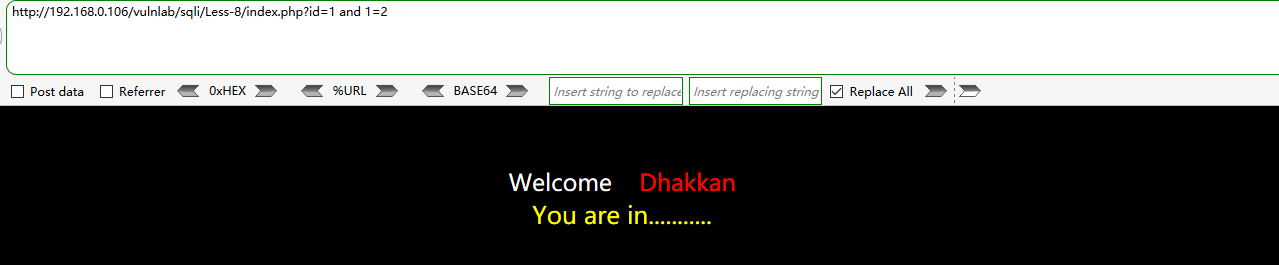 http://192.168.0.106/vulnlab/sqli/Less-8/index.php?id=1 and 1=2
Post data Referrer 0xHEX %URL BASE64 Insert string to replace Insert replacing string Replace All
Welcome Dhakkan
You are in...........